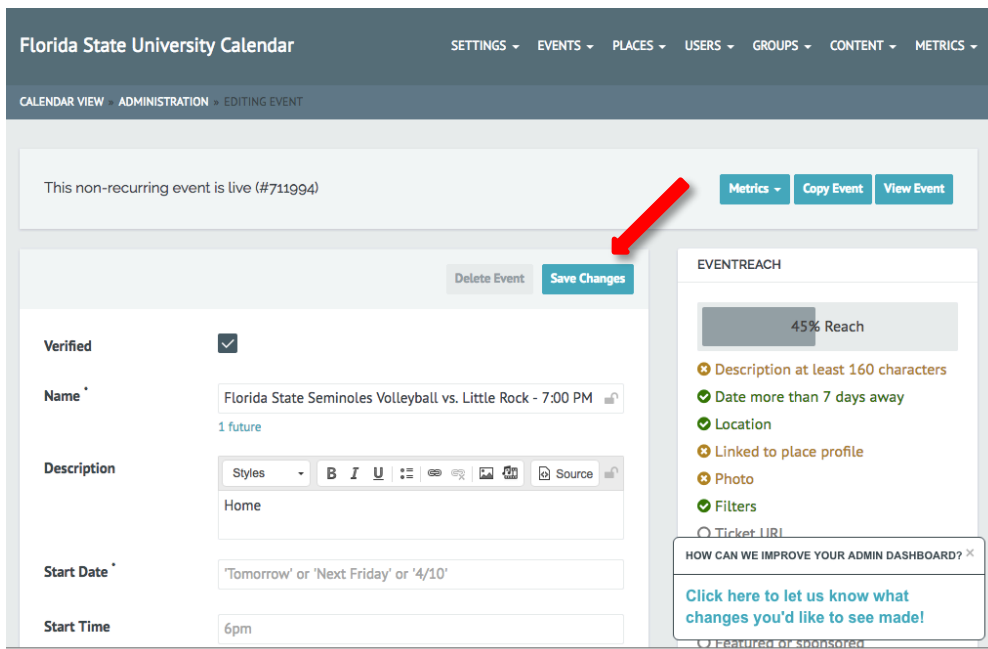 Florida State University Calendar
SETTINGS EVENTS PLACES USERS GROUPS CONTENT METRICS
CALENDAR VIEW » ADMINISTRATION » EDITING EVENT
This non-recurring event is live (#711994)
Metrics Copy Event View Event
Delete Event Save Changes
Verified
Name *
Florida State Seminoles Volleyball vs. Little Rock - 7:00 PM
1 future
Description
Styles B I U Source
Home
Start Date *
'Tomorrow' or 'Next Friday' or '4/10'
Start Time
6pm
EVENTREACH
45% Reach
Description at least 160 characters
Date more than 7 days away
Location
Linked to place profile
Photo
Filters
Ticket URL
HOW CAN WE IMPROVE YOUR ADMIN DASHBOARD? ×
Click here to let us know what
changes you'd like to see made!
Featured or sponsored